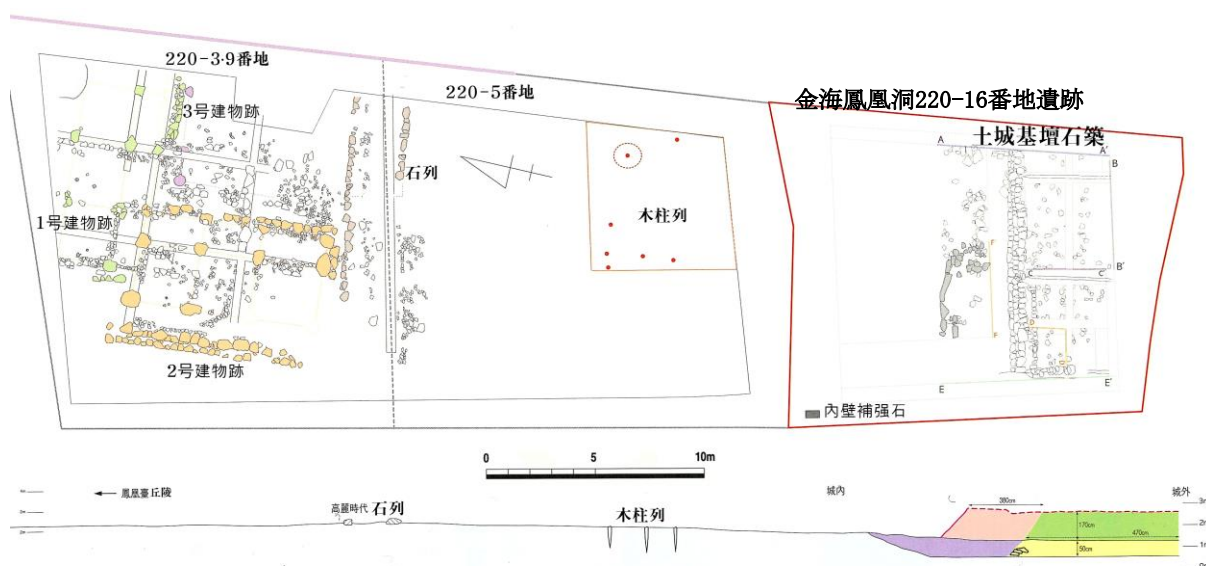 220-3·9番地
220-5番地
金海鳳凰洞220-16番地遺跡
土城基壇石築
3号建物跡
石列
木柱列
1号建物跡
2号建物跡
A
A'
B
B'
C
C'
F
F
D
E
E'
內壁補强石
0
5
10m
鳳凰臺丘陵
高麗時代
石列
木柱列
城內
城外
380cm
170cm
470cm
50cm
3m
2m
1m